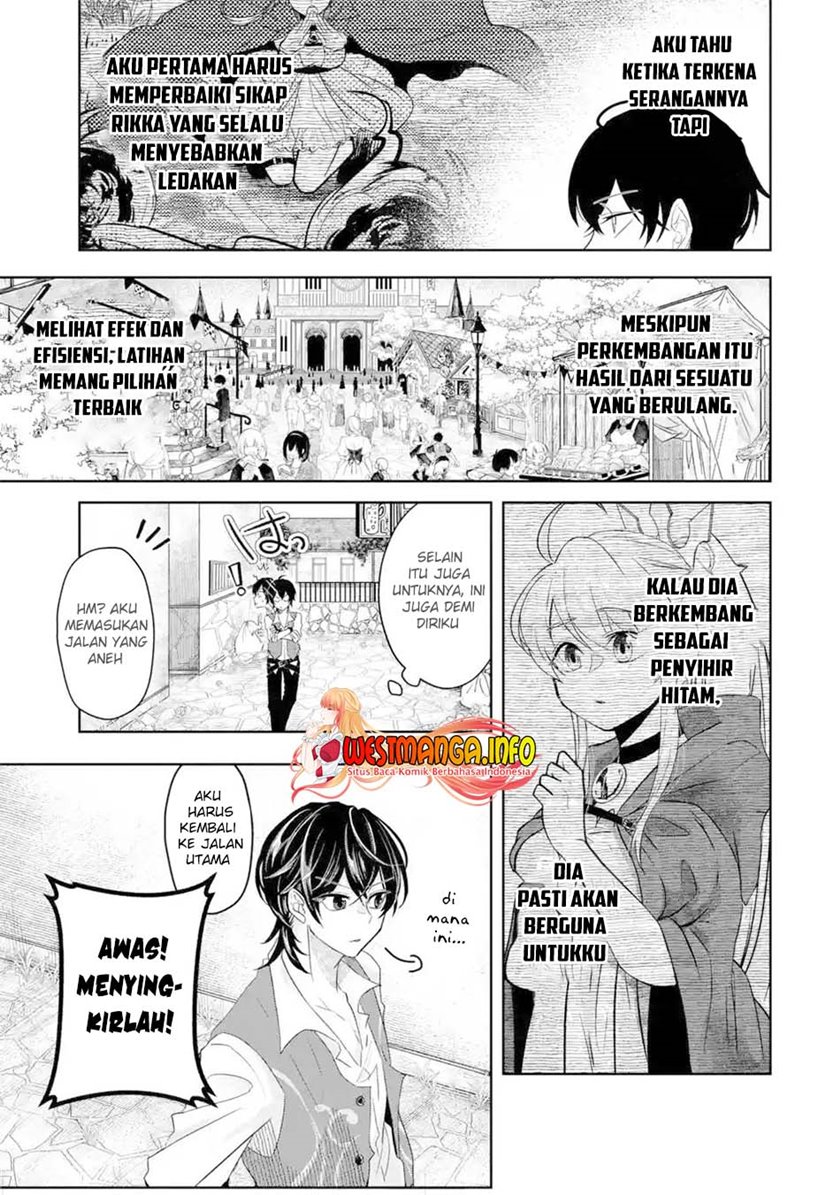 AKU TAHU
KETIKA TERKENA
SERANGANNYA
TAPI
AKU PERTAMA HARUS
MEMPERBAIKI SIKAP
RIKKA YANG SELALU
MENYEBABKAN
LEDAKAN
MESKIPUN
PERKEMBANGAN ITU
HASIL DARI SESUATU
YANG BERULANG.
MELIHAT EFEK DAN
EFISIENSI, LATIHAN
MEMANG PILIHAN
TERBAIK
KALAU DIA
BERKEMBANG
SEBAGAI
PENYIHIR
HITAM,
DIA
PASTI AKAN
BERGUNA
UNTUKKU
SELAIN
ITU JUGA
UNTUKNYA, INI
JUGA DEMI
DIRIKU
はっ
!
HM? AKU
MEMASUKAN
JALAN YANG
ANEH
WESTMANGA.INFO
Situs Baca Komik Berbahasa Indonesia
AKU
HARUS
KEMBALI
KE JALAN
UTAMA
di
mana
ini...
AWAS!
MENYING-
KIRLAH!